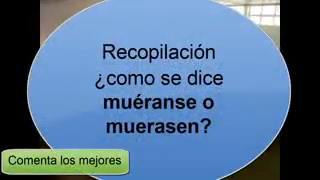 Recopilación
¿como se dice
muéranse o
muerasen?
Comenta los mejores